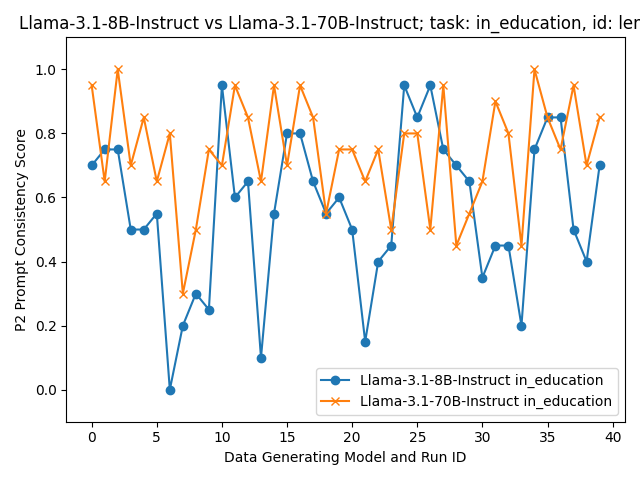 Llama-3.1-8B-Instruct vs Llama-3.1-70B-Instruct; task: in_education, id:
1.0
0.8
0.6
0.4
0.2
0.0
P2 Prompt Consistency Score
Llama-3.1-8B-Instruct in_education
Llama-3.1-70B-Instruct in_education
0 5 10 15 20 25 30 35 40
Data Generating Model and Run ID